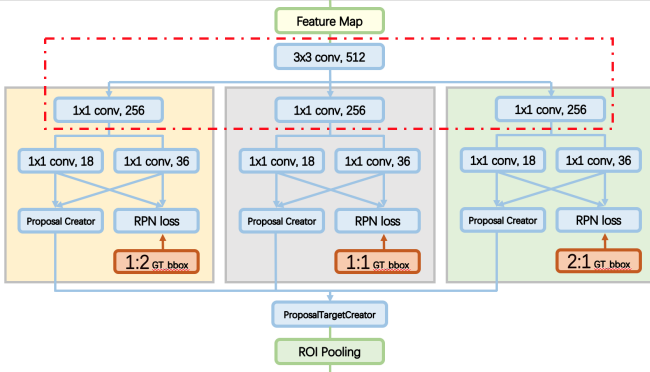 Feature Map
3x3 conv, 512
1x1 conv, 256
1x1 conv, 256
1x1 conv, 256
1x1 conv, 18
1x1 conv, 36
1x1 conv, 18
1x1 conv, 36
1x1 conv, 18
1x1 conv, 36
Proposal Creator
RPN loss
Proposal Creator
RPN loss
Proposal Creator
RPN loss
1:2 GT_bbox
1:1 GT_bbox
2:1 GT_bbox
ProposalTargetCreator
ROI Pooling